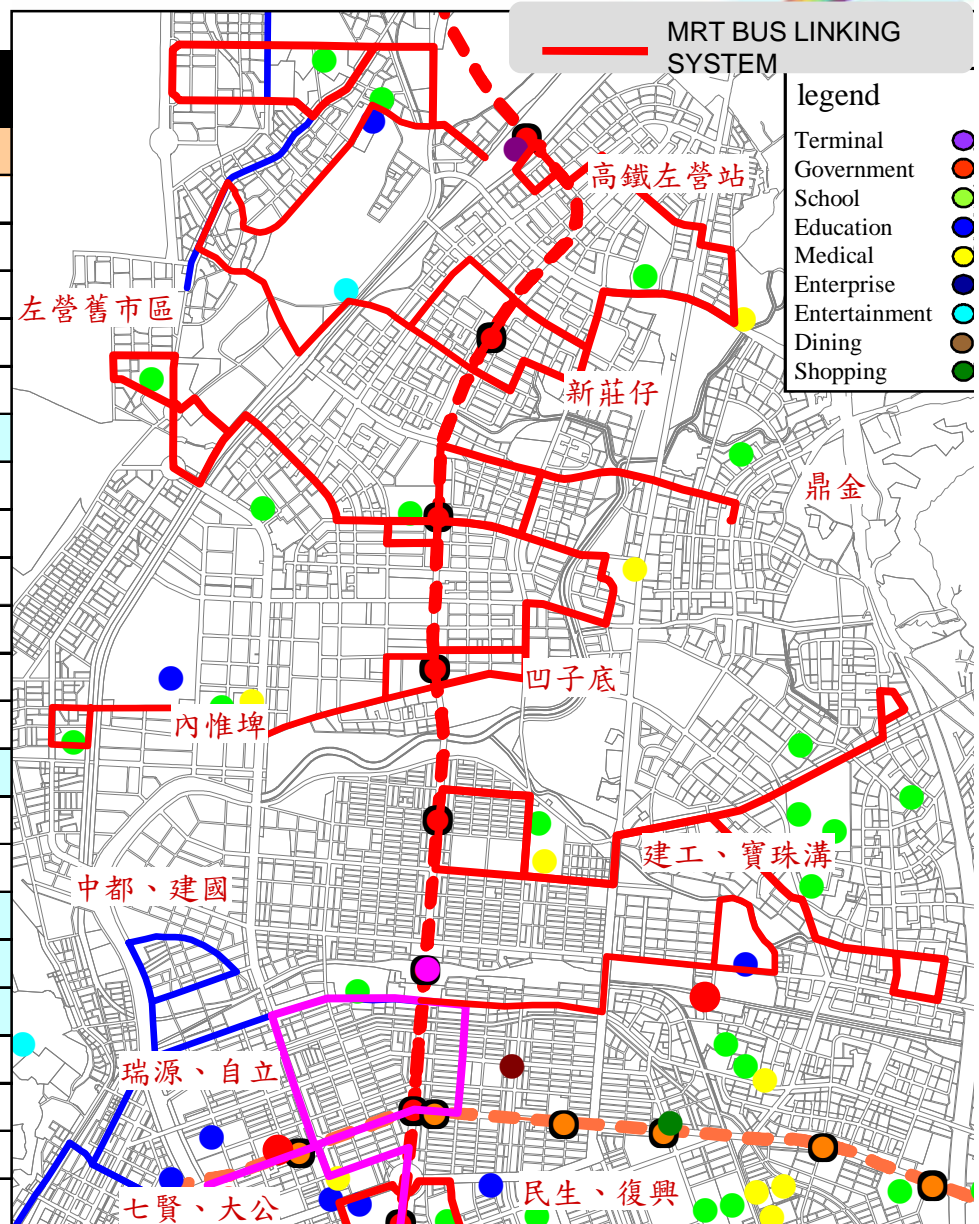 MRT BUS LINKING
SYSTEM
legend
Terminal
Government
School
Education
Medical
Enterprise
Entertainment
Dining
Shopping
高鐵左營站
左營舊市區
新莊仔
鼎金
凹子底
內惟埤
建工、寶珠溝
中都、建國
瑞源、自立
七賢、大公
民生、復興